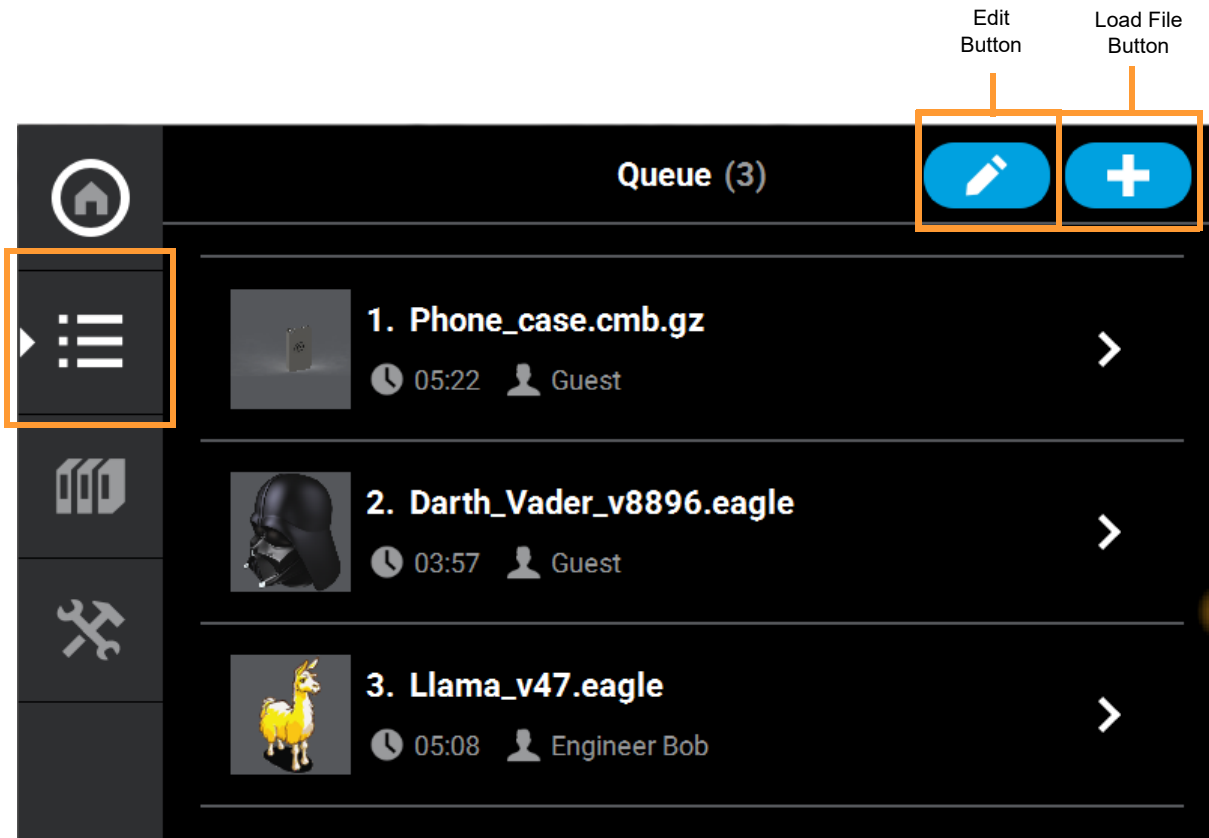 Edit
Button
Load File
Button
Queue (3)
1. Phone_case.cmb.gz
05:22 Guest
2. Darth_Vader_v8896.eagle
03:57 Guest
3. Llama_v47.eagle
05:08 Engineer Bob